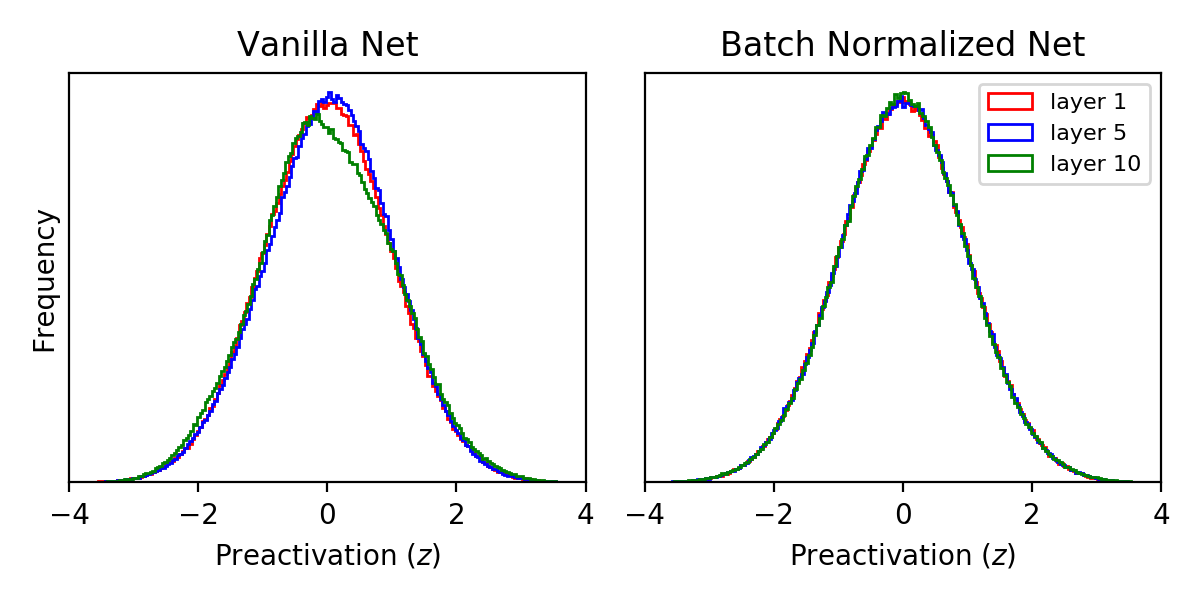 Vanilla Net
Batch Normalized Net
Frequency
layer 1
layer 5
layer 10
−4 −2 0 2 4
−4 −2 0 2 4
Preactivation (z)
Preactivation (z)